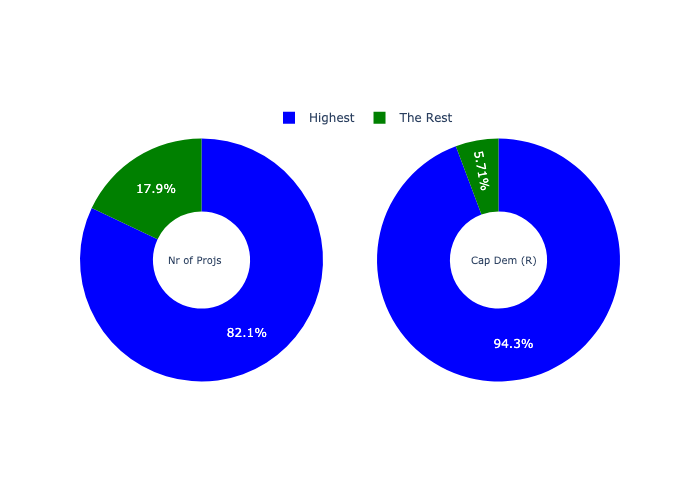 Highest
The Rest
17.9%
Nr of Projs
82.1%
5.71%
Cap Dem (R)
94.3%